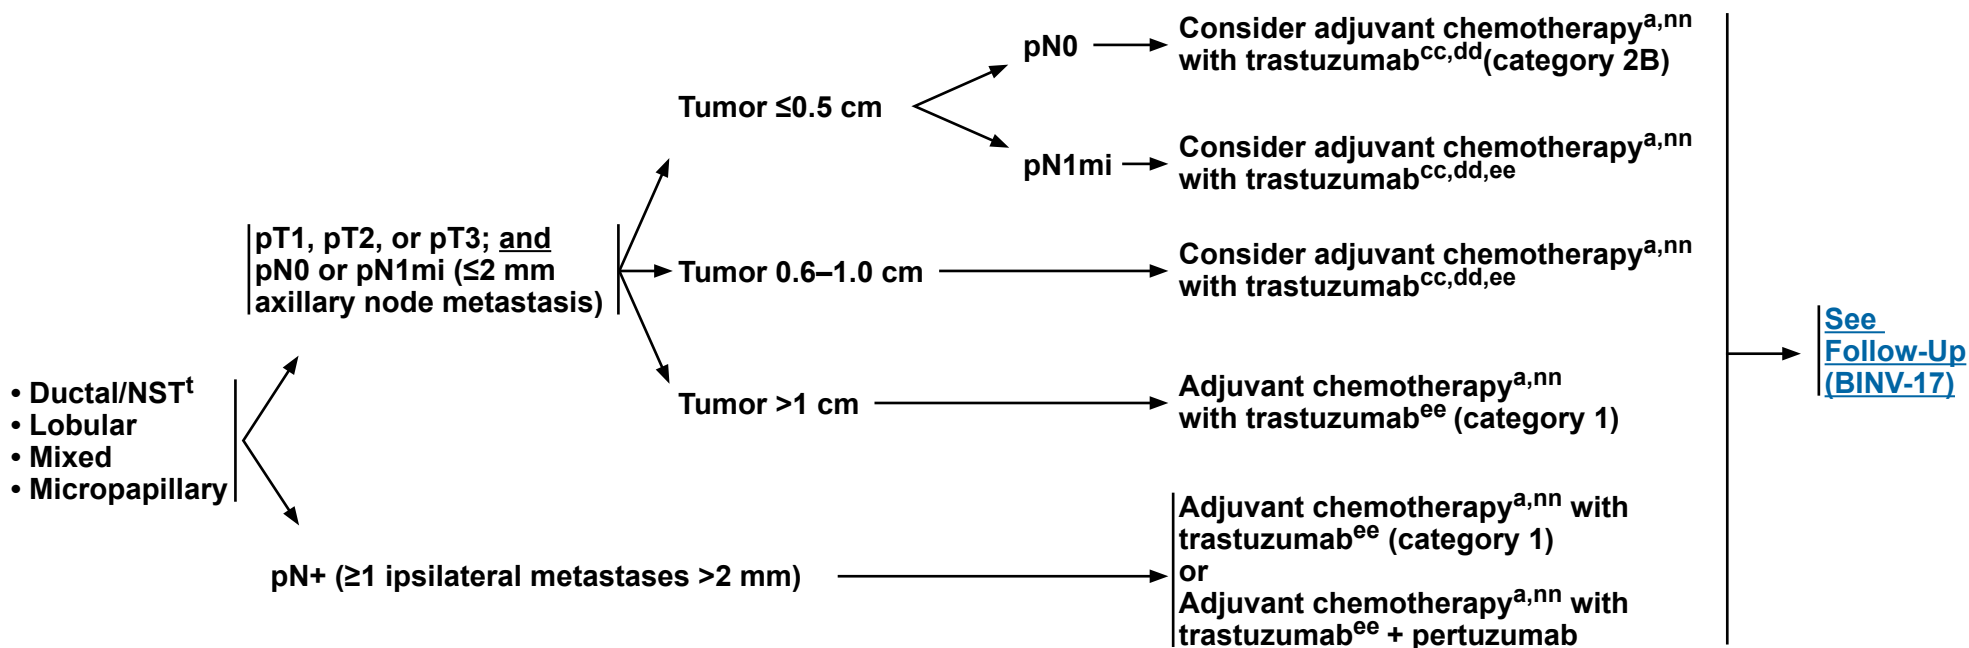 • Ductal/NSTt
• Lobular
• Mixed
• Micropapillary
pT1, pT2, or pT3; and
pN0 or pN1mi (≤2 mm
axillary node metastasis)
Tumor ≤0.5 cm
pN0
Consider adjuvant chemotherapya,nn
with trastuzumabcc,dd(category 2B)
pN1mi
Consider adjuvant chemotherapya,nn
with trastuzumabcc,dd,ee
Tumor 0.6–1.0 cm
Consider adjuvant chemotherapya,nn
with trastuzumabcc,dd,ee
Tumor >1 cm
Adjuvant chemotherapya,nn
with trastuzumabee (category 1)
pN+ (≥1 ipsilateral metastases >2 mm)
Adjuvant chemotherapya,nn with
trastuzumabee (category 1)
or
Adjuvant chemotherapya,nn with
trastuzumabee + pertuzumab
See
Follow-Up
(BINV-17)